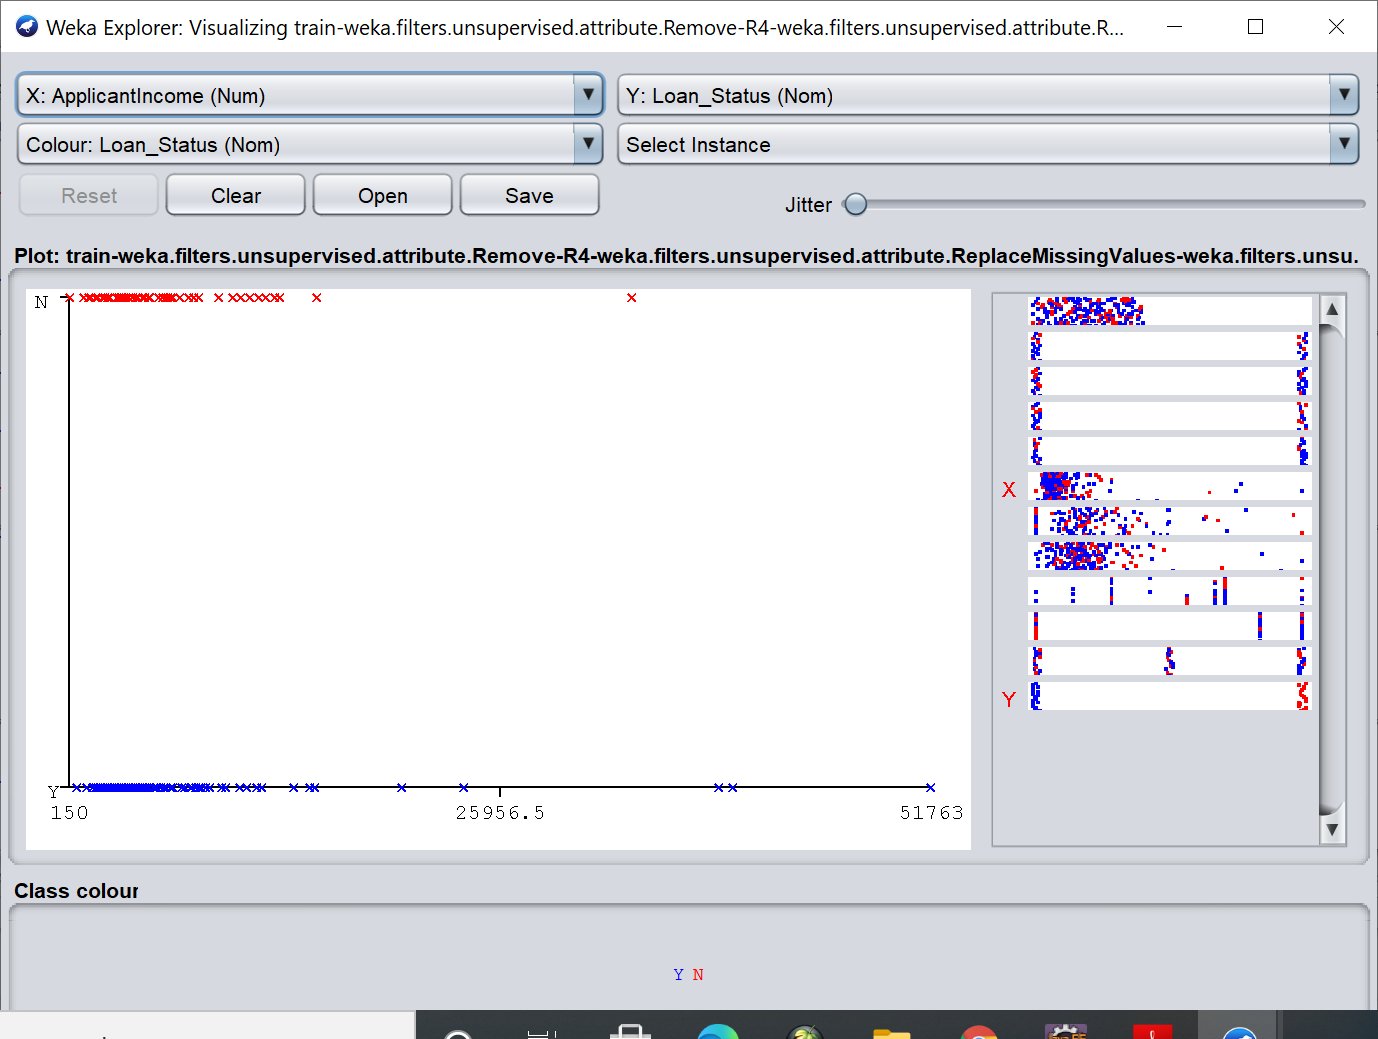 Weka Explorer: Visualizing train-weka.filters.unsupervised.attribute.Remove-R4-weka.filters.unsupervised.attribute.R...
X: ApplicantIncome (Num) Y: Loan_Status (Nom)
Colour: Loan_Status (Nom) Select Instance
Reset Clear Open Save Jitter
Plot: train-weka.filters.unsupervised.attribute.Remove-R4-weka.filters.unsupervised.attribute.ReplaceMissingValues-weka.filters.unsu.
N
X
Y
Y
150 25956.5 51763
Class colour
Y N